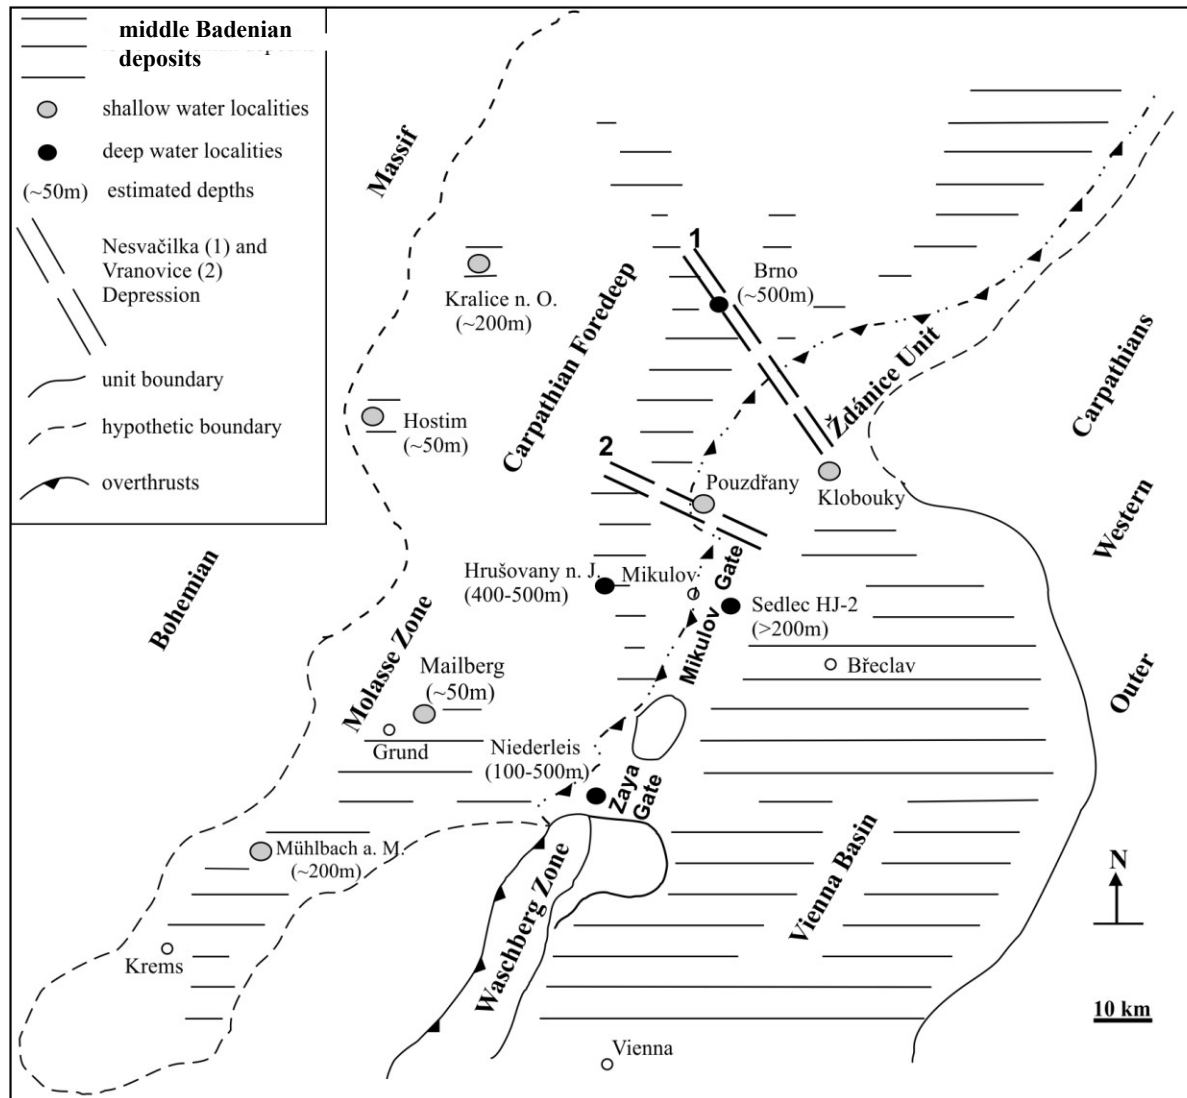 middle Badenian
deposits
shallow water localities
deep water localities
(~50m) estimated depths
Nesvačilka (1) and
Vranovice (2)
Depression
unit boundary
hypothetic boundary
overthrusts
Massif
Bohemian
Kralice n. O.
(~200m)
Hostim
(~50m)
Carpathian Foredeep
1
Brno
(~500m)
Ždánice Unit
Carpathians
Western
Outer
2
Pouzdřany
Klobouky
Hrušovany n. J.
(400-500m)
Mikulov
Mikulov Gate
Sedlec HJ-2
(>200m)
Břeclav
Molasse Zone
Mailberg
(~50m)
Grund
Niederleis
(100-500m)
Zaya
Gate
Mühlbach a. M.
(~200m)
Krems
Waschberg Zone
Vienna Basin
Vienna
N
10 km